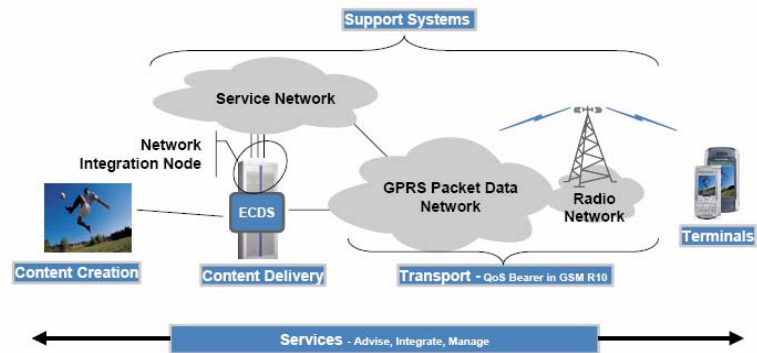 Support Systems
Service Network
Network
Integration Node
GPRS Packet Data
Network
ECDS
Radio
Network
Terminals
Content Creation
Content Delivery
Transport - QoS Bearer in GSM R10
Services - Advise, Integrate, Manage